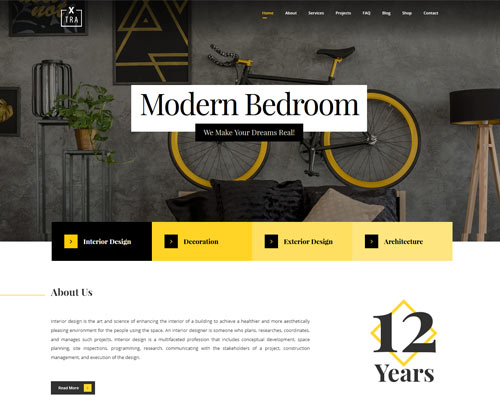 X
TRA
Home About Services Projects FAQ Blog Shop Contact
Modern Bedroom
We Make Your Dreams Real!
Interior Design Decoration Exterior Design Architecture
About Us
Interior design is the art and science of enhancing the interior of a building to achieve a healthier and more aesthetically
pleasing environment for the people using the space. An interior designer is someone who plans, researches, coordinates,
and manages such projects. Interior design is a multifaceted profession that includes conceptual development, space
planning, site inspections, programming, research, communicating with the stakeholders of a project, construction
management, and execution of the design.
12
Years
Read More